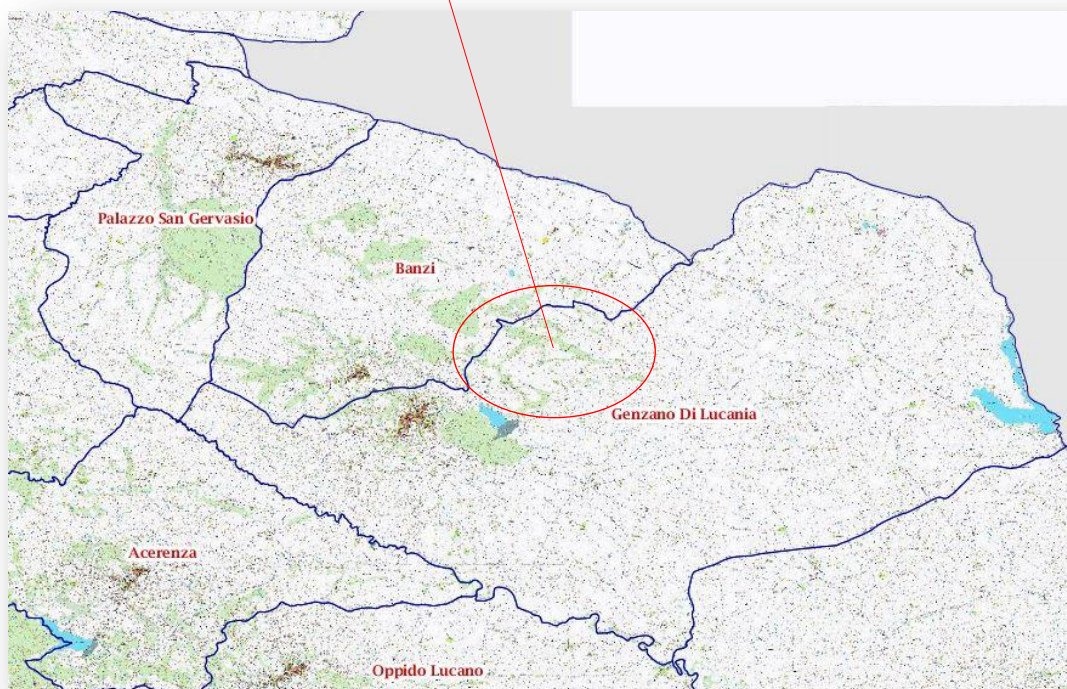 Palazzo San Gervasio
Banzi
Genzano Di Lucania
Acerenza
Oppido Lucano